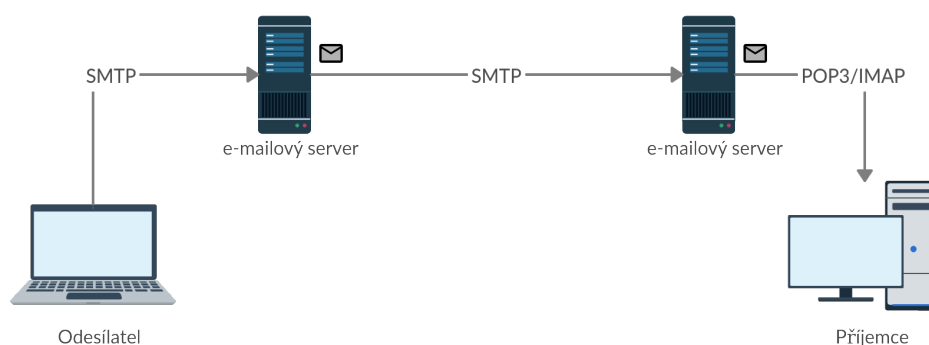 SMTP
SMTP
POP3/IMAP
e-mailový server
e-mailový server
Odesílatel
Příjemce